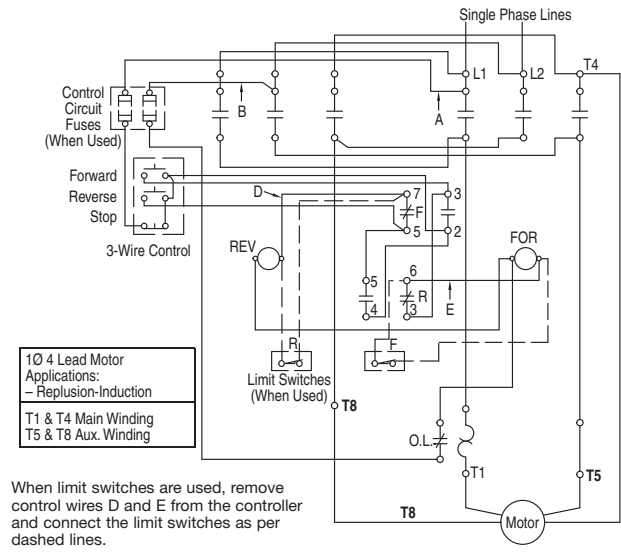 Single Phase Lines
L1
L2
T4
Control
Circuit
Fuses
(When Used)
B
A
Forward
Reverse
Stop
3-Wire Control
D
7
3
F
5
2
REV
FOR
5
6
R
4
3
E
R
F
Limit Switches
(When Used)
1Ø 4 Lead Motor
Applications:
– Replusion-Induction
T1 & T4 Main Winding
T5 & T8 Aux. Winding
T8
O.L.
T1
T5
T8
Motor
When limit switches are used, remove
control wires D and E from the controller
and connect the limit switches as per
dashed lines.